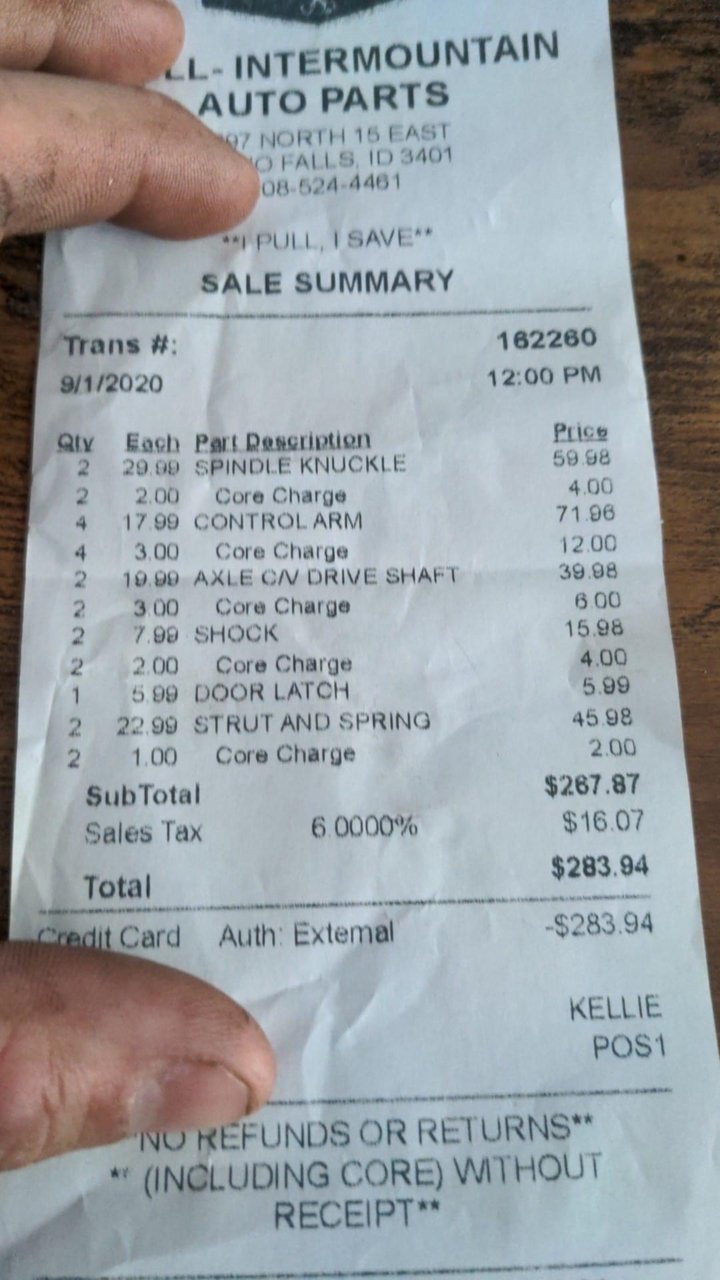 LL- INTERMOUNTAIN
AUTO PARTS
97 NORTH 15 EAST
O FALLS, ID 3401
08-524-4461
**I PULL, I SAVE**
SALE SUMMARY
Trans #: 162260
9/1/2020 12:00 PM
Qty Each Part Description Price
2 29.99 SPINDLE KNUCKLE 59.98
2 2.00 Core Charge 4.00
4 17.99 CONTROL ARM 71.96
4 3.00 Core Charge 12.00
2 19.99 AXLE C/V DRIVE SHAFT 39.98
2 3.00 Core Charge 6.00
2 7.99 SHOCK 15.98
2 2.00 Core Charge 4.00
1 5.99 DOOR LATCH 5.99
2 22.99 STRUT AND SPRING 45.98
2 1.00 Core Charge 2.00
SubTotal $267.87
Sales Tax 6.0000% $16.07
Total $283.94
Credit Card Auth: External -$283.94
KELLIE
POS1
*NO REFUNDS OR RETURNS**
** (INCLUDING CORE) WITHOUT
RECEIPT**